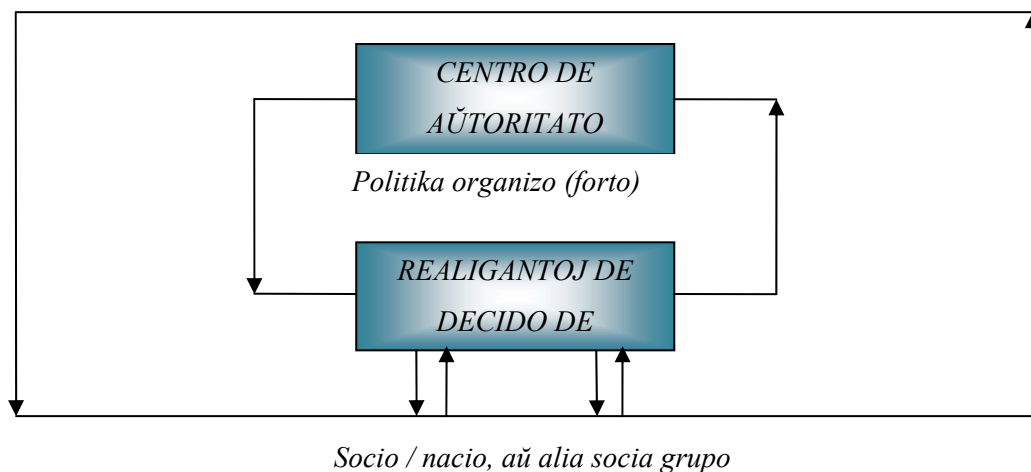 CENTRO DE
AŬTORITATO
Politika organizo (forto)
REALIGANTOJ DE
DECIDO DE
Socio / nacio, aŭ alia socia grupo